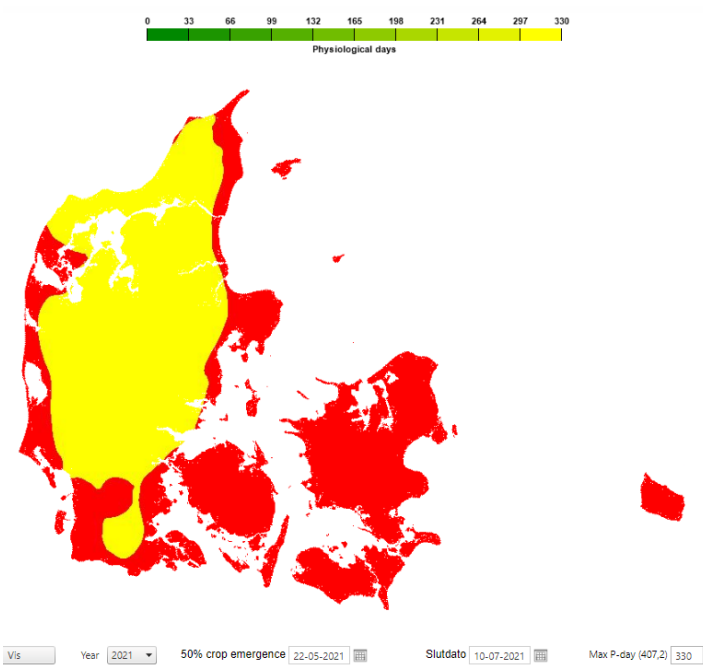 0 33 66 99 132 165 198 231 264 297 330
Physiological days
Vis Year 2021 50% crop emergence 22-05-2021 Slutdato 10-07-2021 Max P-day (407,2) 330